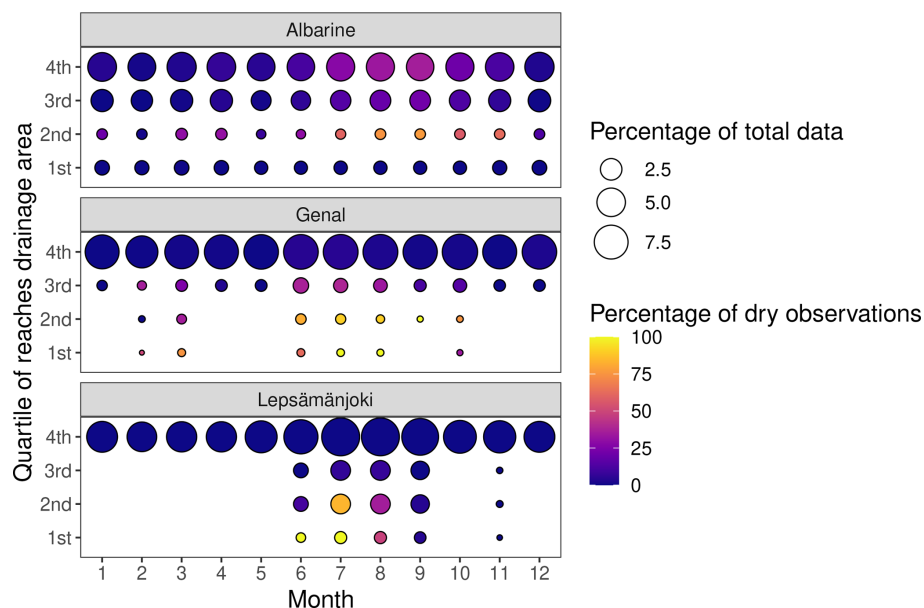 Albarine
4th
3rd
2nd
1st
Genal
4th
3rd
2nd
1st
Lepsämänjoki
4th
3rd
2nd
1st
1 2 3 4 5 6 7 8 9 10 11 12
Month
Quartile of reaches drainage area
Percentage of total data
2.5
5.0
7.5
Percentage of dry observations
100
75
50
25
0